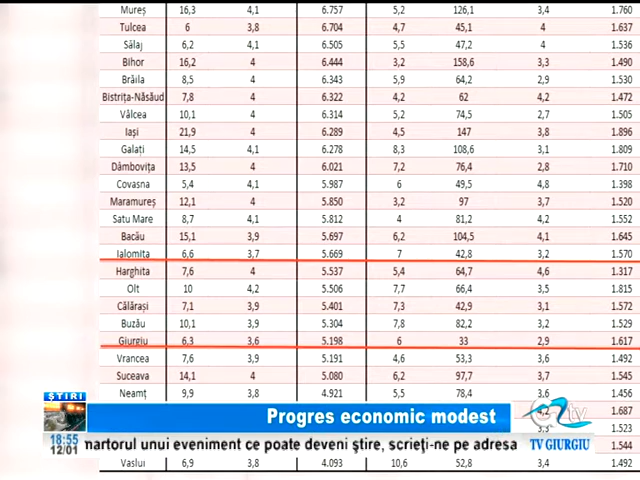 Mureș 16,3 4,1 6.757 5,2 128,6 3,4 1.760
Tulcea 6 3,8 6.704 4,7 45,1 4 1.637
Sălaj 6,2 4,1 6.505 5,5 47,2 4 1.536
Bihor 16,2 4 6.444 3,2 158,6 3,3 1.490
Brăila 8,5 4 6.343 5,9 64,2 2,9 1.530
Bistrița-Năsăud 7,8 4 6.322 4,2 62 4,2 1.472
Vâlcea 10,1 4 6.314 5,2 74,5 2,7 1.505
Iași 21,9 4 6.289 4,5 147 3,8 1.896
Galați 14,5 4,1 6.278 8,3 108,6 3,1 1.809
Dâmbovița 13,5 4 6.021 7,2 76,4 2,8 1.710
Covasna 5,4 4,1 5.987 6 49,5 4,8 1.398
Maramureș 12,1 4 5.850 3,2 97 3,7 1.520
Satu Mare 8,7 4,1 5.812 4 81,2 4,2 1.552
Bacău 15,1 3,9 5.697 6,2 104,5 4,1 1.645
Ialomița 6,6 3,7 5.669 7 42,8 3,2 1.570
Harghita 7,6 4 5.537 5,4 64,7 4,6 1.317
Olt 10 4,2 5.506 7,7 66,4 3,5 1.815
Călărași 7,1 3,9 5.401 7,3 42,9 3,1 1.572
Buzău 10,1 3,9 5.304 7,8 82,2 3,2 1.529
Giurgiu 6,3 3,6 5.198 6 33 2,9 1.617
Vrancea 7,6 3,9 5.191 4,6 53,3 3,6 1.492
Suceava 14,1 4 5.080 6,2 97,7 3,7 1.545
Neamț 9,9 3,8 4.921 5,5 78,4 3,6 1.456
1.687
1.523
1.544
Vaslui 6,9 3,8 4.093 10,6 52,8 3,4 1.492
ȘTIRI
Progres economic modest
tv
18:55
12/01
martorul unui eveniment ce poate deveni ştire, scrieţi-ne pe adresa
TV GIURGIU